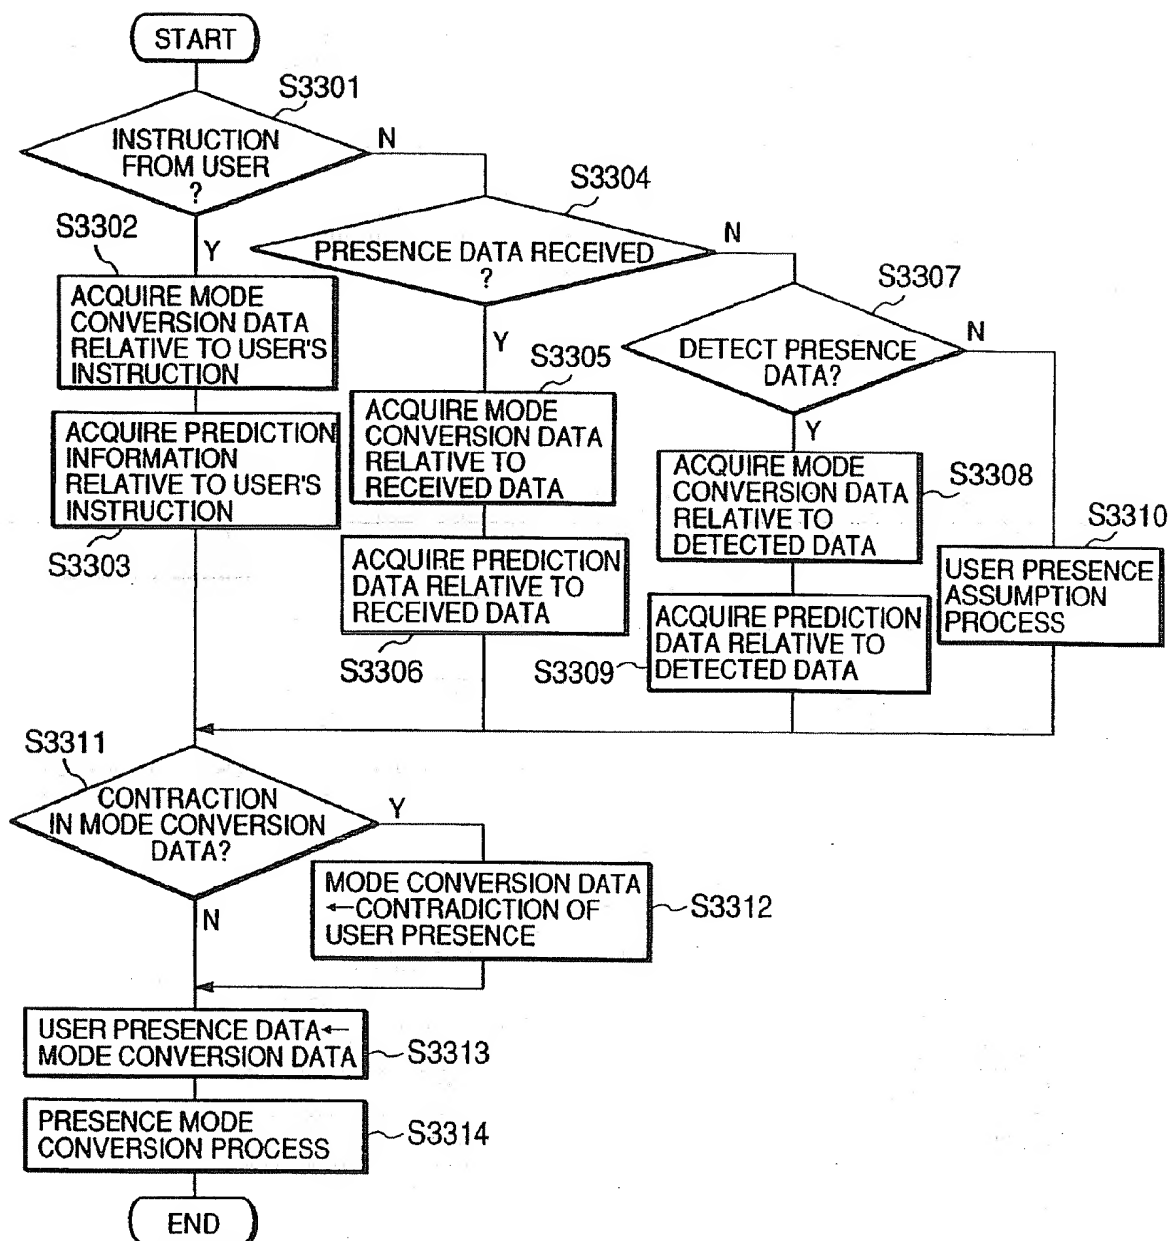 START
S3301
INSTRUCTION
FROM USER
?
N
S3304
S3302
Y
PRESENCE DATA RECEIVED
?
N
S3307
ACQUIRE MODE
CONVERSION DATA
RELATIVE TO USER'S
INSTRUCTION
Y
S3305
DETECT PRESENCE
DATA?
N
ACQUIRE PREDICTION
INFORMATION
RELATIVE TO USER'S
INSTRUCTION
S3303
ACQUIRE MODE
CONVERSION DATA
RELATIVE TO
RECEIVED DATA
Y
ACQUIRE MODE
CONVERSION DATA
RELATIVE TO
DETECTED DATA
S3308
S3310
ACQUIRE PREDICTION
DATA RELATIVE TO
RECEIVED DATA
S3306
USER PRESENCE
ASSUMPTION
PROCESS
ACQUIRE PREDICTION
DATA RELATIVE TO
DETECTED DATA
S3309
S3311
CONTRACTION
IN MODE CONVERSION
DATA?
Y
N
MODE CONVERSION DATA
←CONTRADICTION OF
USER PRESENCE
S3312
USER PRESENCE DATA←
MODE CONVERSION DATA
S3313
PRESENCE MODE
CONVERSION PROCESS
S3314
END